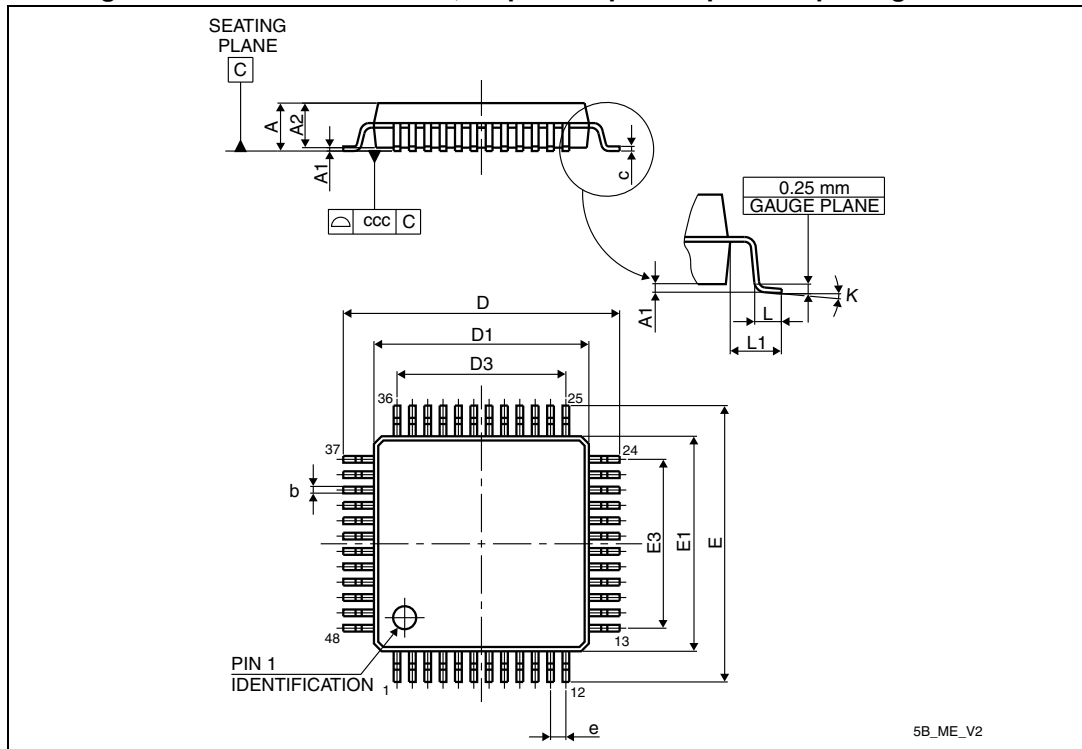 SEATING
PLANE
C
A
A2
A1
c
ccc C
0.25 mm
GAUGE PLANE
A1
K
L
L1
D
D1
D3
36
25
37
24
b
E3
E1
E
48
13
PIN 1
IDENTIFICATION
1
12
e
5B_ME_V2